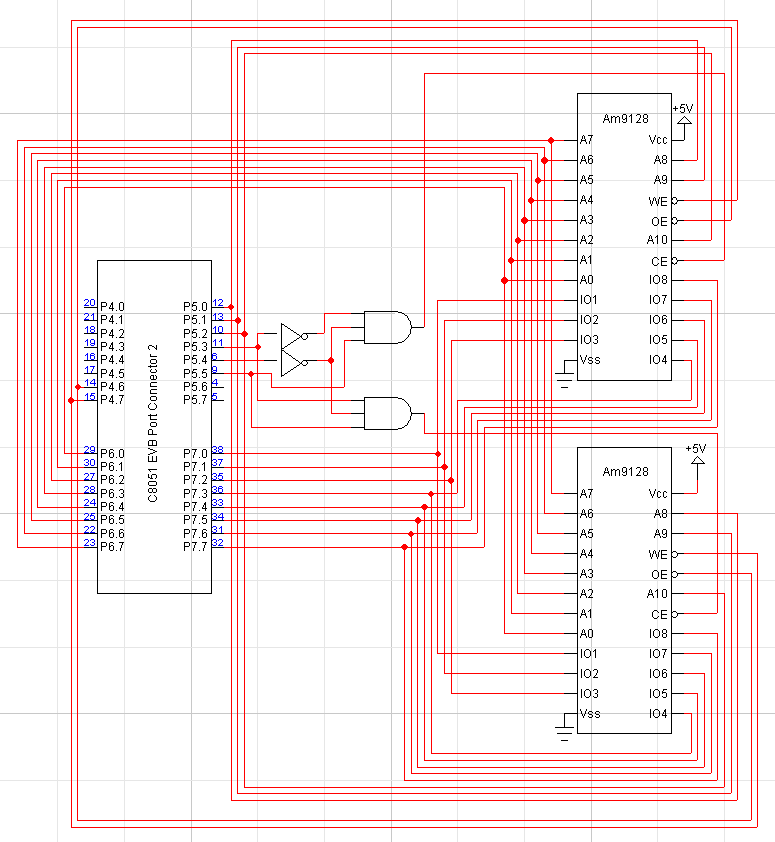 +5V
Am9128
A7 Vcc
A6 A8
A5 A9
A4 WE
A3 OE
A2 A10
A1 CE
A0 IO8
IO1 IO7
IO2 IO6
IO3 IO5
Vss IO4
C8051 EVB Port Connector 2
20 P4.0 P5.0 12
21 P4.1 P5.1 13
18 P4.2 P5.2 10
19 P4.3 P5.3 11
16 P4.4 P5.4 6
17 P4.5 P5.5 9
14 P4.6 P5.6 4
15 P4.7 P5.7 5
29 P6.0 P7.0 38
30 P6.1 P7.1 37
27 P6.2 P7.2 35
28 P6.3 P7.3 36
24 P6.4 P7.4 33
25 P6.5 P7.5 34
22 P6.6 P7.6 31
23 P6.7 P7.7 32
+5V
Am9128
A7 Vcc
A6 A8
A5 A9
A4 WE
A3 OE
A2 A10
A1 CE
A0 IO8
IO1 IO7
IO2 IO6
IO3 IO5
Vss IO4